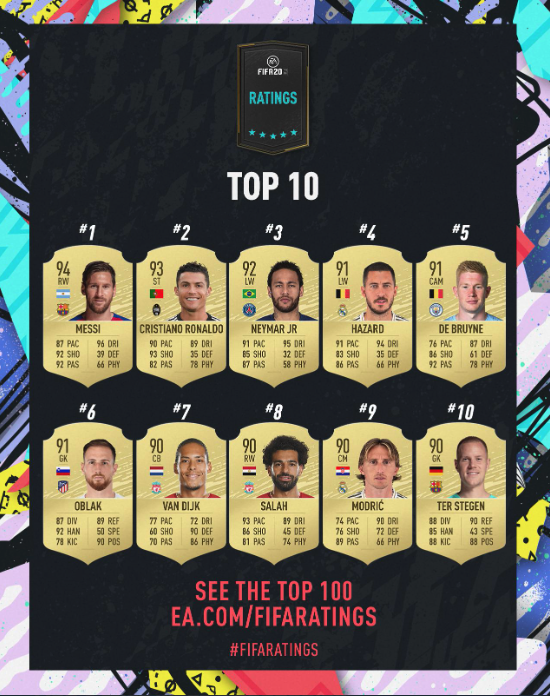 EA
FIFA20
RATINGS
TOP 10
#1 #2 #3 #4 #5
94 93 92 91 91
RW ST LW LW CAM
MESSI CRISTIANO RONALDO NEYMAR JR HAZARD DE BRUYNE
87 PAC 96 DRI 90 PAC 89 DRI 91 PAC 95 DRI 91 PAC 94 DRI 76 PAC 87 DRI
92 SHO 39 DEF 93 SHO 35 DEF 85 SHO 32 DEF 83 SHO 35 DEF 86 SHO 61 DEF
92 PAS 66 PHY 82 PAS 78 PHY 87 PAS 58 PHY 86 PAS 66 PHY 92 PAS 78 PHY
#6 #7 #8 #9 #10
91 90 90 90 90
GK CB RW CM GK
OBLAK VAN DIJK SALAH MODRIĆ TER STEGEN
87 DIV 89 REF 77 PAC 72 DRI 93 PAC 89 DRI 74 PAC 90 DRI 88 DIV 90 REF
92 HAN 50 SPE 60 SHO 90 DEF 86 SHO 45 DEF 76 SHO 72 DEF 85 HAN 43 SPE
78 KIC 90 POS 70 PAS 86 PHY 81 PAS 74 PHY 89 PAS 66 PHY 88 KIC 88 POS
SEE THE TOP 100
EA.COM/FIFARATINGS
#FIFARATINGS